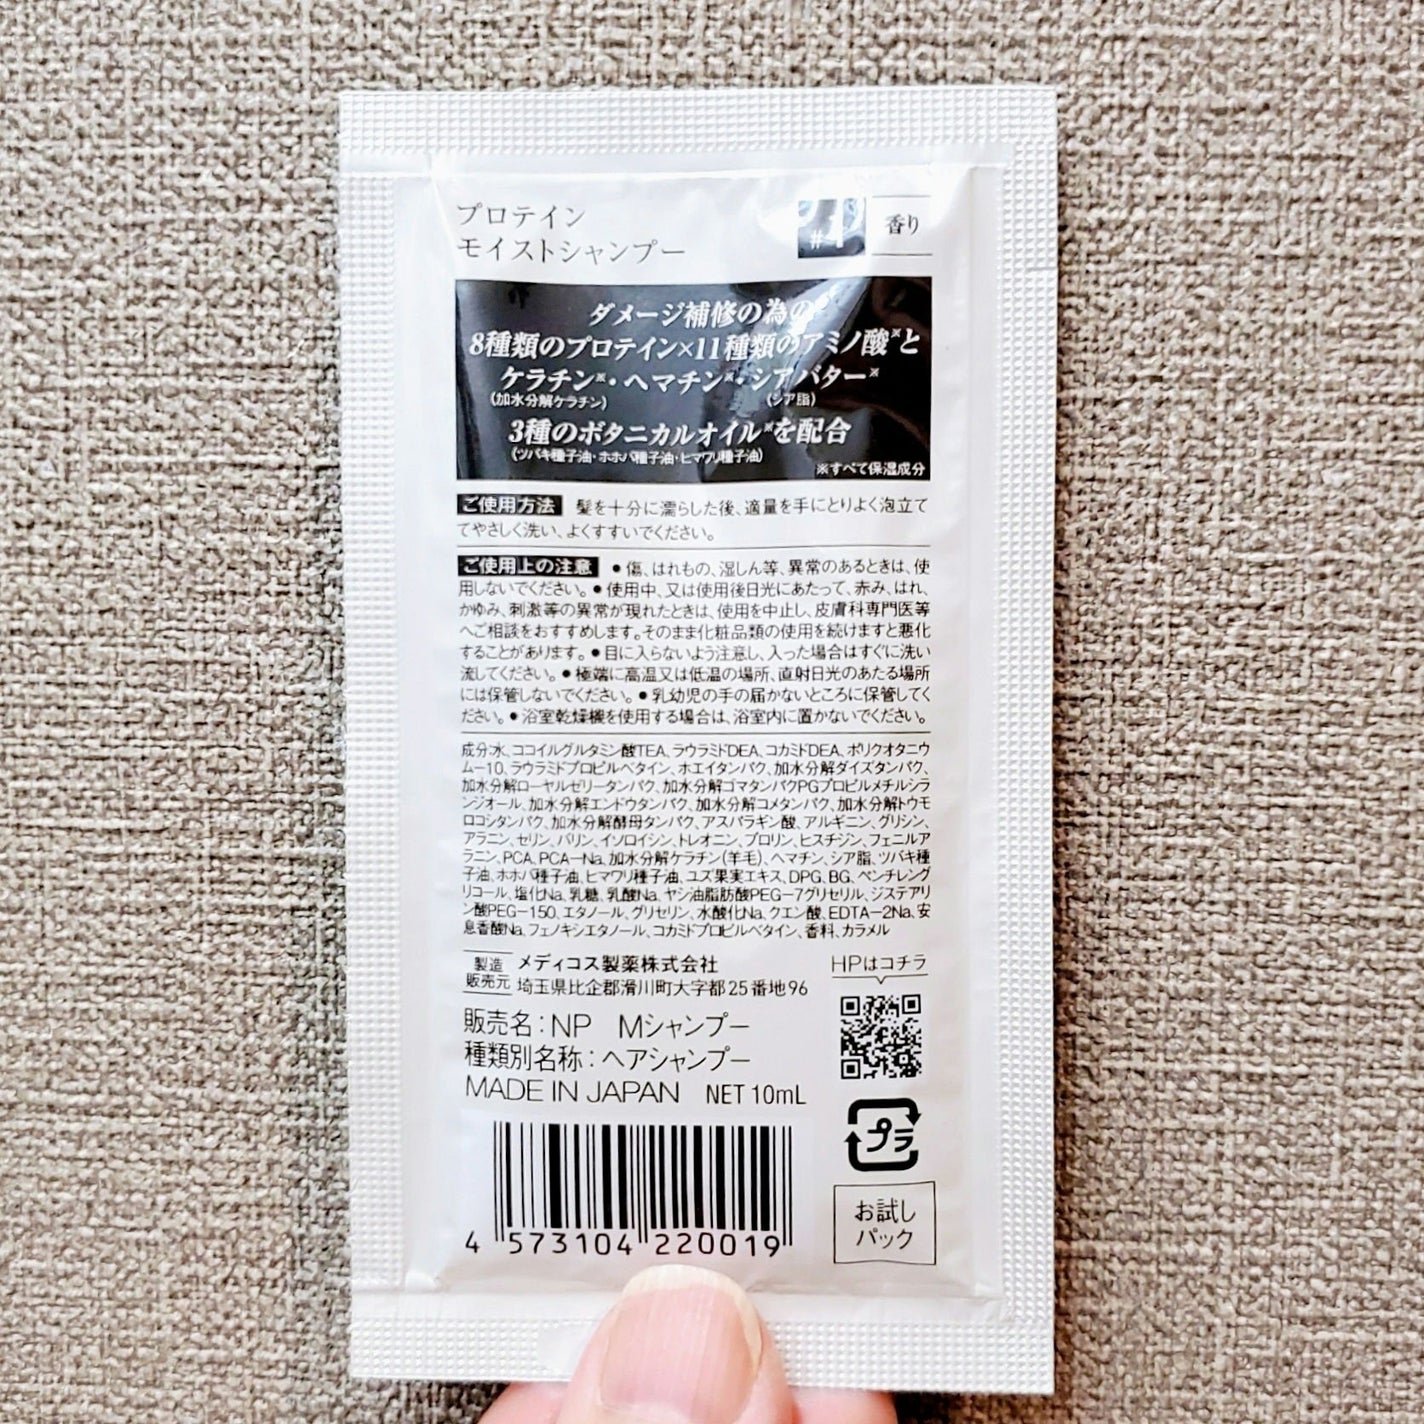 プロテイン
モイストシャンプー
#1 香り
ダメージ補修の為の
8種類のプロテイン×11種類のアミノ酸※と
ケラチン※・ヘマチン※・シアバター※
(加水分解ケラチン) (シア脂)
3種のボタニカルオイル※を配合
(ツバキ種子油・ホホバ種子油・ヒマワリ種子油)
※すべて保湿成分
ご使用方法 髪を十分に濡らした後、適量を手にとりよく泡立て
てやさしく洗い、よくすすいでください。
ご使用上の注意 ●傷、はれもの、湿しん等、異常のあるときは、使
用しないでください。●使用中、又は使用後日光にあたって、赤み、はれ、
かゆみ、刺激等の異常が現れたときは、使用を中止し、皮膚科専門医等
へご相談をおすすめします。そのまま化粧品類の使用を続けますと悪化
することがあります。●目に入らないよう注意し、入った場合はすぐに洗い
流してください。●極端に高温又は低温の場所、直射日光のあたる場所
には保管しないでください。●乳幼児の手の届かないところに保管してく
ださい。●浴室乾燥機を使用する場合は、浴室内に置かないでください。
成分:水、ココイルグルタミン酸TEA、ラウラミドDEA、コカミドDEA、ポリクオタニウ
ム-10、ラウラミドプロピルベタイン、ホエイタンパク、加水分解ダイズタンパク、
加水分解ローヤルゼリータンパク、加水分解ゴマタンパクPGプロピルメチルシラ
ンジオール、加水分解エンドウタンパク、加水分解コメタンパク、加水分解トウモ
ロコシタンパク、加水分解酵母タンパク、アスパラギン酸、アルギニン、グリシン、
アラニン、セリン、バリン、イソロイシン、トレオニン、プロリン、ヒスチジン、フェニルア
ラニン、PCA、PCA-Na、加水分解ケラチン(羊毛)、ヘマチン、シア脂、ツバキ種
子油、ホホバ種子油、ヒマワリ種子油、ユズ果実エキス、DPG、BG、ペンチレング
リコール、塩化Na、乳糖、乳酸Na、ヤシ油脂肪酸PEG-7グリセリル、ジステアリ
ン酸PEG-150、エタノール、グリセリン、水酸化Na、クエン酸、EDTA-2Na、安
息香酸Na、フェノキシエタノール、コカミドプロピルベタイン、香料、カラメル
製造販売元 メディコス製薬株式会社
埼玉県比企郡滑川町大字都25番地96
HPはコチラ
販売名:NP Mシャンプー
種類別名称:ヘアシャンプー
MADE IN JAPAN NET 10mL
プラ
お試し
パック
4 573104 220019